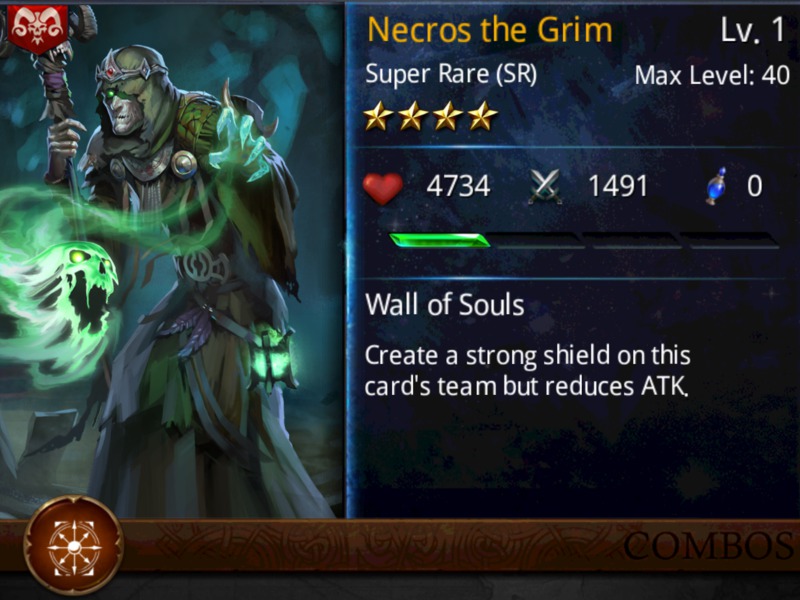 Necros the Grim Lv. 1
Super Rare (SR) Max Level: 40
4734 1491 0
Wall of Souls
Create a strong shield on this
card's team but reduces ATK.
COMBOS